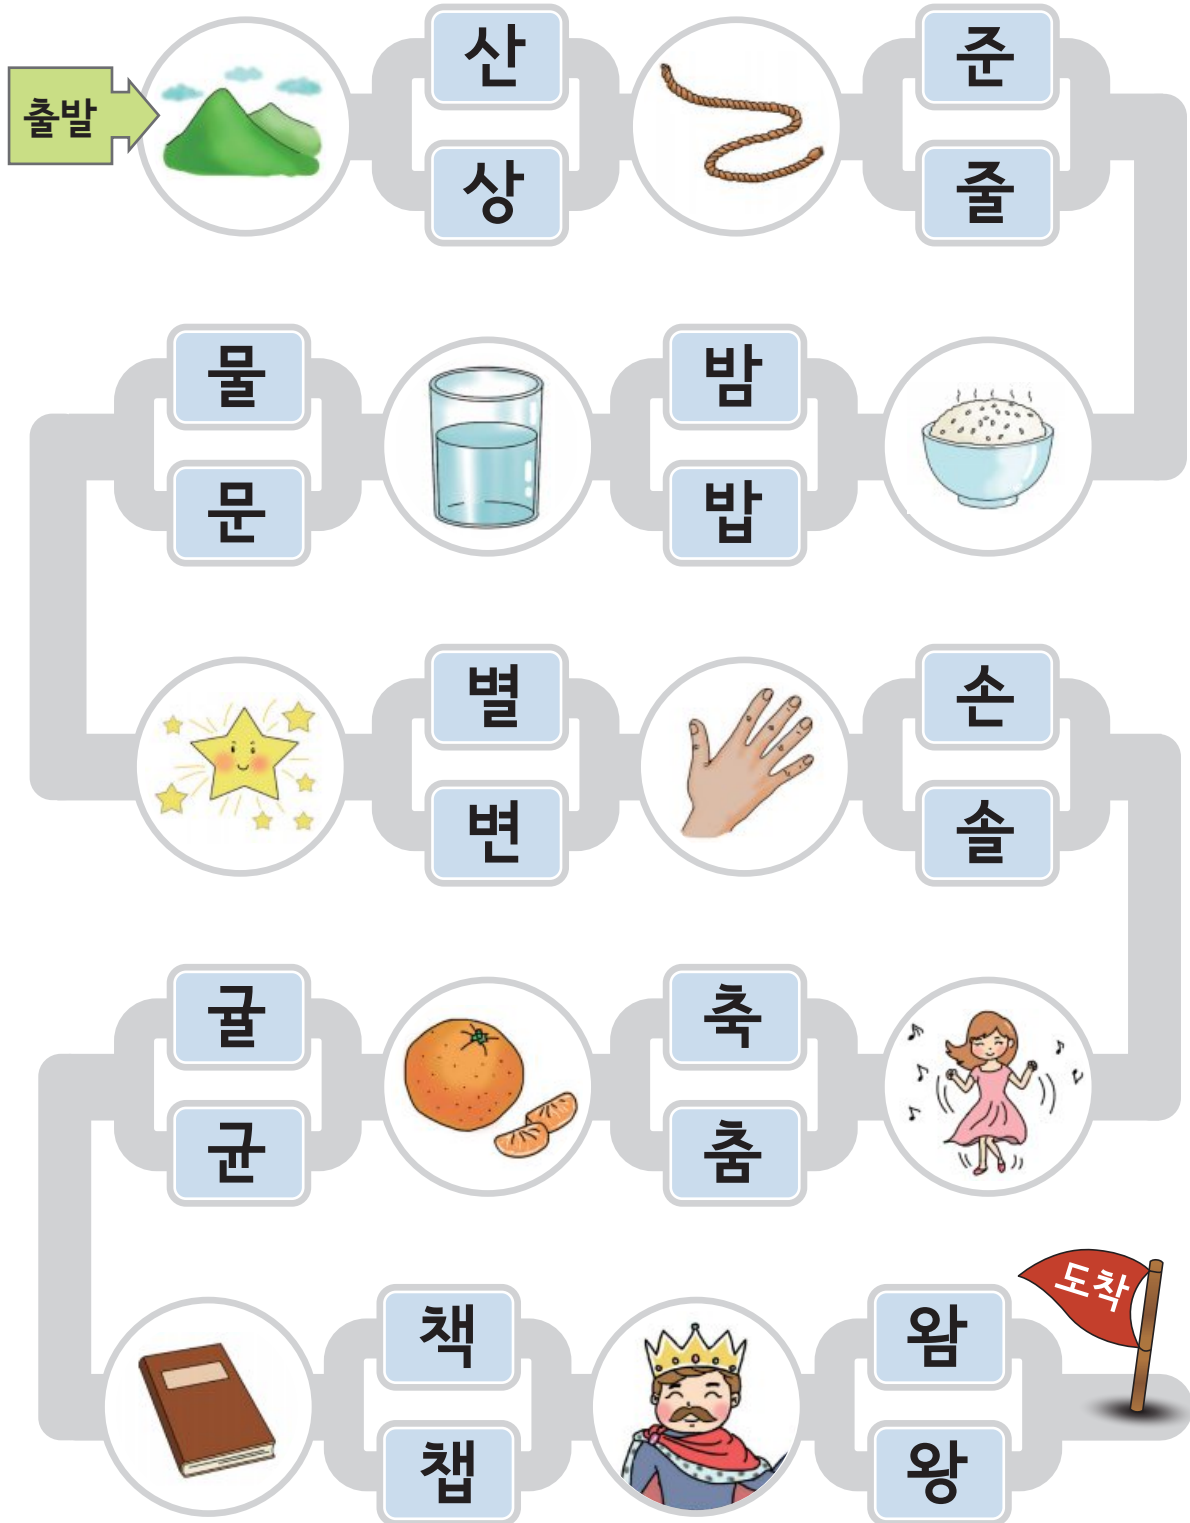 출발
산
상
준
줄
밤
밥
물
문
별
변
손
솔
축
춤
귤
균
책
챕
왐
왕
도착